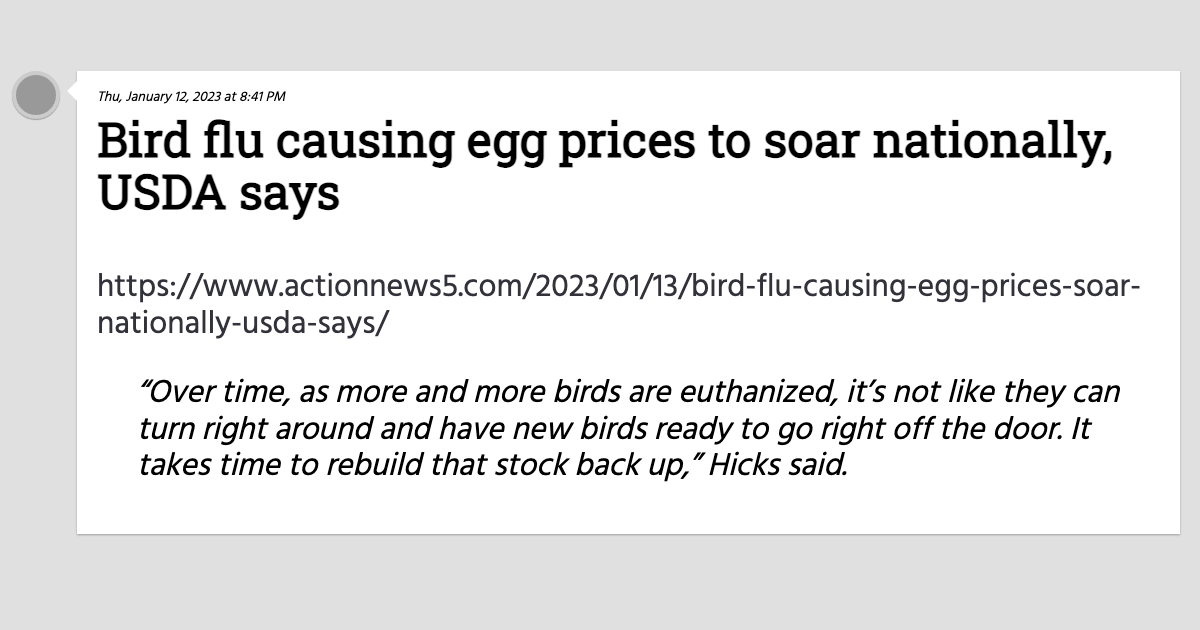 Thu, January 12, 2023 at 8:41 PM
Bird flu causing egg prices to soar nationally,
USDA says
https://www.actionnews5.com/2023/01/13/bird-flu-causing-egg-prices-soar-
nationally-usda-says/
“Over time, as more and more birds are euthanized, it’s not like they can
turn right around and have new birds ready to go right off the door. It
takes time to rebuild that stock back up,” Hicks said.